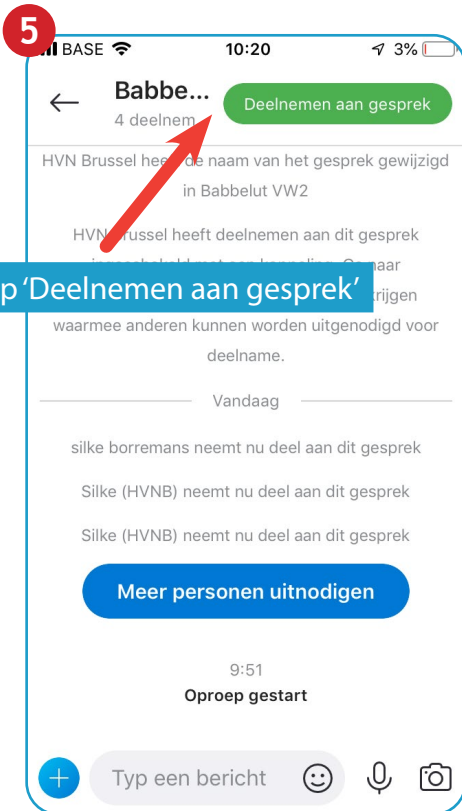 5
BASE 10:20 3%
Babbe...
4 deelnem
Deelnemen aan gesprek
HVN Brussel de naam van het gesprek gewijzigd
in Babbelut VW2
HVN russel heeft deelnemen aan dit gesprek
p ‘Deelnemen aan gesprek’
waarmee anderen kunnen worden uitgenodigd voor
deelname.
Vandaag
silke borremans neemt nu deel aan dit gesprek
Silke (HVNB) neemt nu deel aan dit gesprek
Silke (HVNB) neemt nu deel aan dit gesprek
Meer personen uitnodigen
9:51
Oproep gestart
Typ een bericht